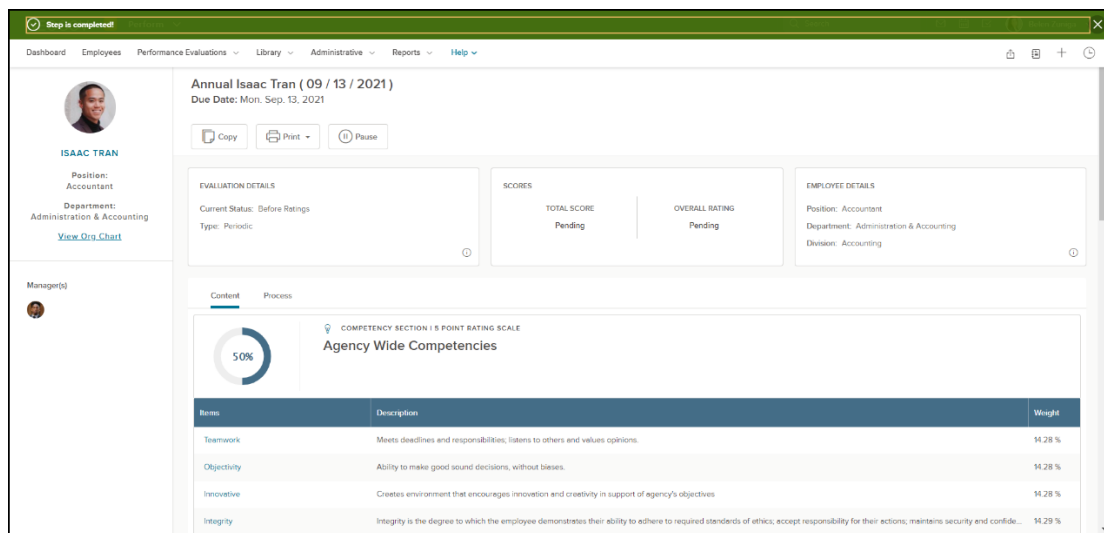 Step is completed!
Dashboard Employees Performance Evaluations Library Administrative Reports Help
Annual Isaac Tran ( 09 / 13 / 2021 )
Due Date: Mon. Sep. 13, 2021
Copy Print Pause
ISAAC TRAN
Position:
Accountant
Department:
Administration & Accounting
View Org Chart
Manager(s)
EVALUATION DETAILS
Current Status: Before Ratings
Type: Periodic
SCORES
TOTAL SCORE OVERALL RATING
Pending Pending
EMPLOYEE DETAILS
Position: Accountant
Department: Administration & Accounting
Division: Accounting
Content Process
50%
COMPETENCY SECTION | 5 POINT RATING SCALE
Agency Wide Competencies
Items Description Weight
Teamwork Meets deadlines and responsibilities, listens to others and values opinions. 14.28 %
Objectivity Ability to make good sound decisions, without biases. 14.28 %
Innovative Creates environment that encourages innovation and creativity in support of agency's objectives 14.28 %
Integrity Integrity is the degree to which the employee demonstrates their ability to adhere to required standards of ethics; accept responsibility for their actions; maintains security and confide... 14.29 %